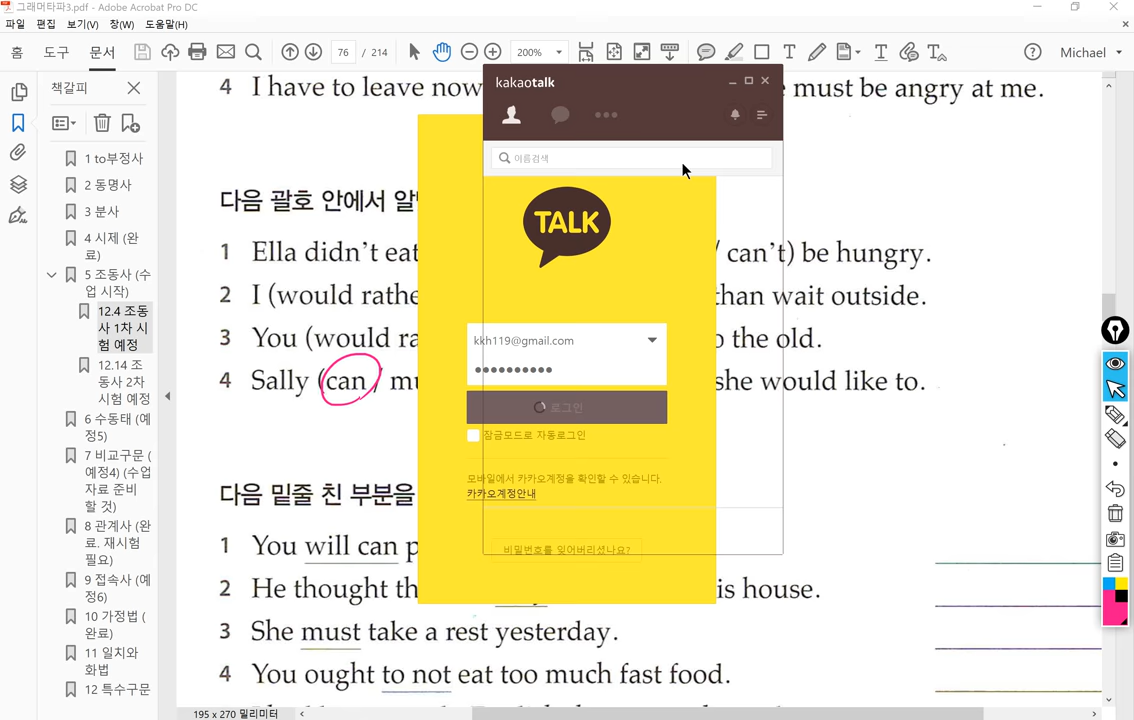 그래머타파3.pdf - Adobe Acrobat Pro DC
파일 편집 보기(V) 창(W) 도움말(H)
홈 도구 문서 76 / 214 200% Michael
책갈피
1 to부정사
2 동명사
3 분사
4 시제 (완
료)
5 조동사 (수
업 시작)
12.4 조동
사 1차 시
험 예정
12.14 조
동사 2차
시험 예정
6 수동태 (예
정5)
7 비교구문 (
예정4) (수업
자료 준비
할 것)
8 관계사 (완
료. 재시험
필요)
9 접속사 (예
정6)
10 가정법 (
완료)
11 일치와
화법
12 특수구문
4 I have to leave now must be angry at me.
다음 괄호 안에서
1 Ella didn't eat can't) be hungry.
2 I (would than wait outside.
3 You (would the old.
4 Sally (can / she would like to.
다음 밑줄 친 부분을
1 You will can
2 He thought is house.
3 She must take a rest yesterday.
4 You ought to not eat too much fast food.
kakaotalk
이름검색
TALK
kkh119@gmail.com
로그인
잠금모드로 자동로그인
모바일에서 카카오계정을 확인할 수 있습니다.
카카오계정안내
비밀번호를 잊어버리셨나요?
195 x 270 밀리미터